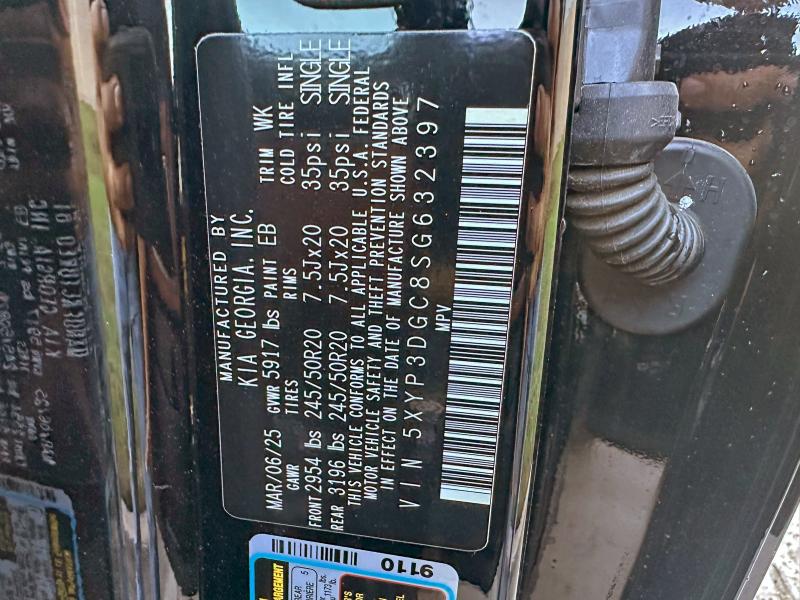 MANUFACTURED BY
KIA GEORGIA. INC.
MAR/06/25 GVWR 5917 lbs PAINT EB TRIM WK
GAWR TIRES RIMS COLD TIRE INFL
FRONT 2954 lbs 245/50R20 7.5Jx20 35psi SINGLE
REAR 3196 lbs 245/50R20 7.5Jx20 35psi SINGLE
THIS VEHICLE CONFORMS TO ALL APPLICABLE U.S.A. FEDERAL
MOTOR VEHICLE SAFETY AND THEFT PREVENTION STANDARDS
IN EFFECT ON THE DATE OF MANUFACTURE SHOWN ABOVE
VIN 5XYP3DGC8SG632397
MPV
9110